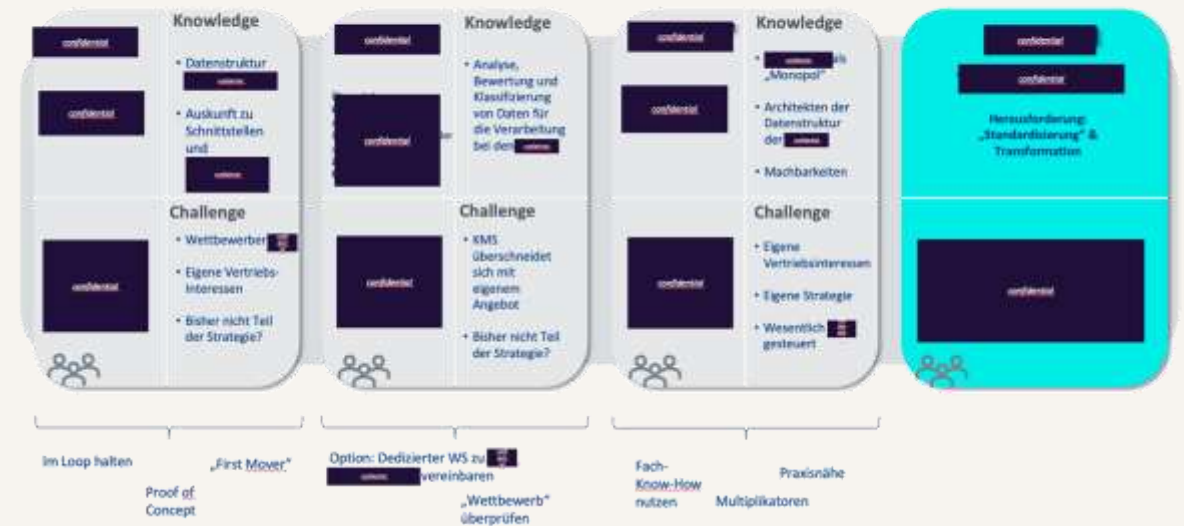 confidential
confidential
Knowledge
• Datenstruktur
• Auskunft zu
Schnittstellen
und
confidential
Challenge
• Wettbewerber
• Eigene Vertriebs-
Interessen
• Bisher nicht Teil
der Strategie?
confidential
confidential
Knowledge
• Analyse,
Bewertung und
Klassifizierung
von Daten für
die Verarbeitung
bei den
confidential
Challenge
• KMS
überschneidet
sich mit
eigenem
Angebot
• Bisher nicht Teil
der Strategie?
confidential
confidential
Knowledge
• als
„Monopol“
• Architekten der
Datenstruktur
der
• Machbarkeiten
confidential
Challenge
• Eigene
Vertriebsinteressen
• Eigene Strategie
• Wesentlich
gesteuert
confidential
confidential
Herausforderung:
„Standardisierung“ &
Transformation
confidential
Im Loop halten
„First Mover“
Proof of
Concept
Option: Dedizierter WS zu
vereinbaren
„Wettbewerb“
überprüfen
Fach-
Know-How
nutzen
Praxisnähe
Multiplikatoren